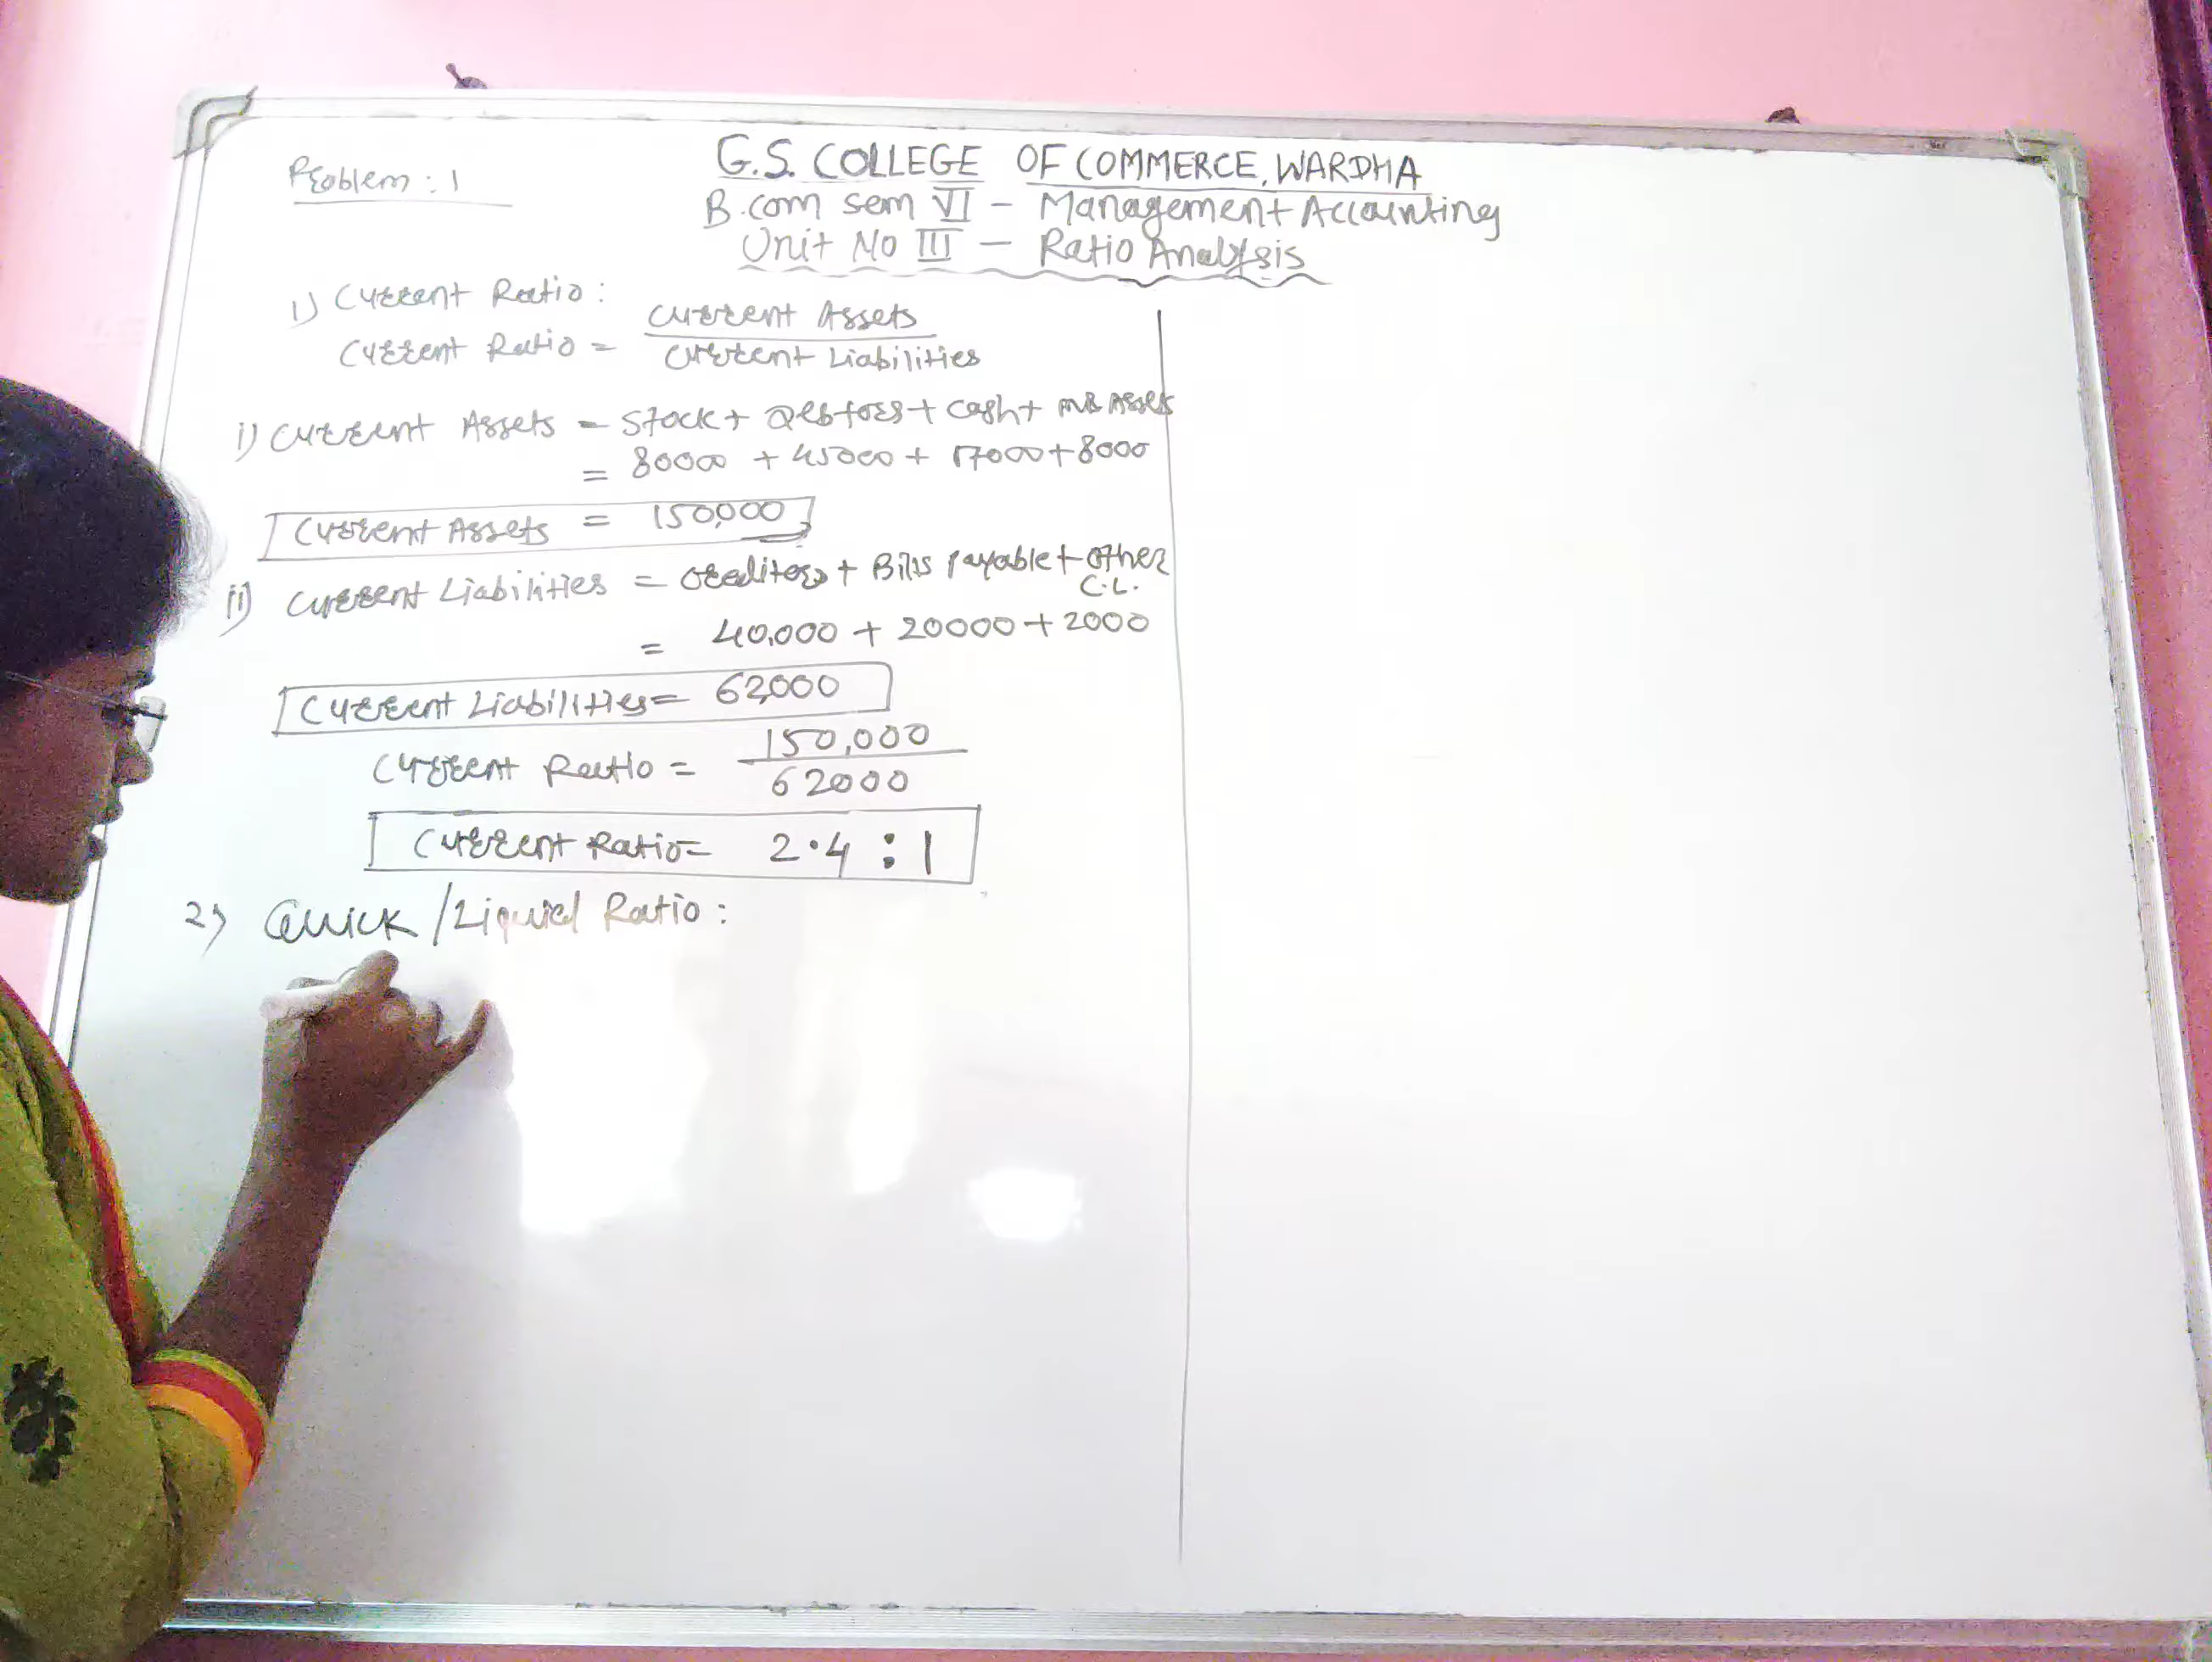 Problem : 1
G.S. COLLEGE OF COMMERCE, WARDHA
B.com sem VI - Management Accounting
Unit No III - Ratio Analysis
1) Current Ratio :
Current Ratio = Current Assets
Current Liabilities
i) Current Assets = Stock + Debtors + Cash + Assets
= 80000 + 45000 + 17000 + 8000
Current Assets = 150,000
ii) Current Liabilities = Creditors + Bills Payable + other
C.L.
= 40,000 + 20000 + 2000
Current Liabilities = 62,000
Current Ratio = 150,000
62000
Current Ratio = 2.4 : 1
2) Quick / Liquid Ratio :